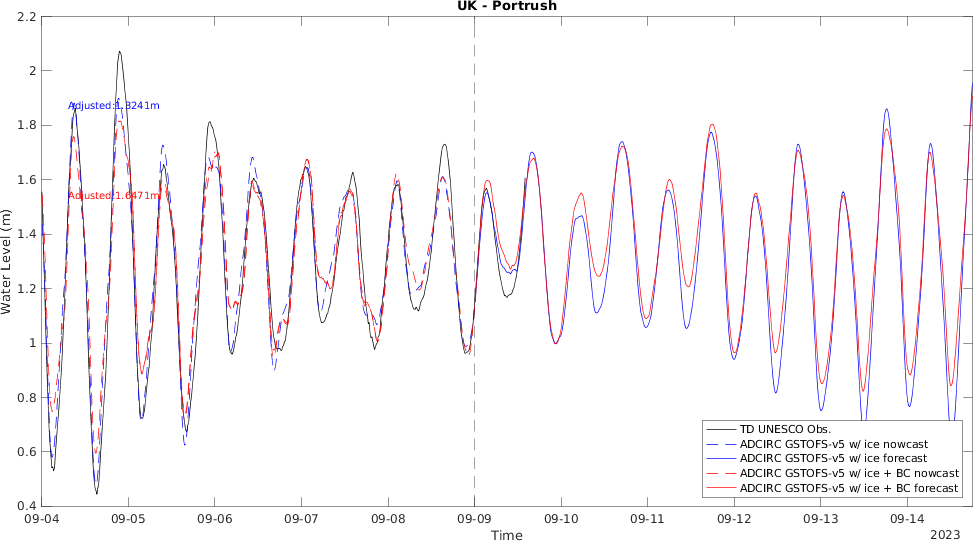 UK - Portrush
2.2
2
1.8
1.6
1.4
1.2
1
0.8
0.6
0.4
Water Level (m)
Adjusted:1.3241m
Adjusted:1.6471m
TD UNESCO Obs.
ADCIRC GSTOFS-v5 w/ ice nowcast
ADCIRC GSTOFS-v5 w/ ice forecast
ADCIRC GSTOFS-v5 w/ ice + BC nowcast
ADCIRC GSTOFS-v5 w/ ice + BC forecast
09-04 09-05 09-06 09-07 09-08 09-09 09-10 09-11 09-12 09-13 09-14
Time
2023